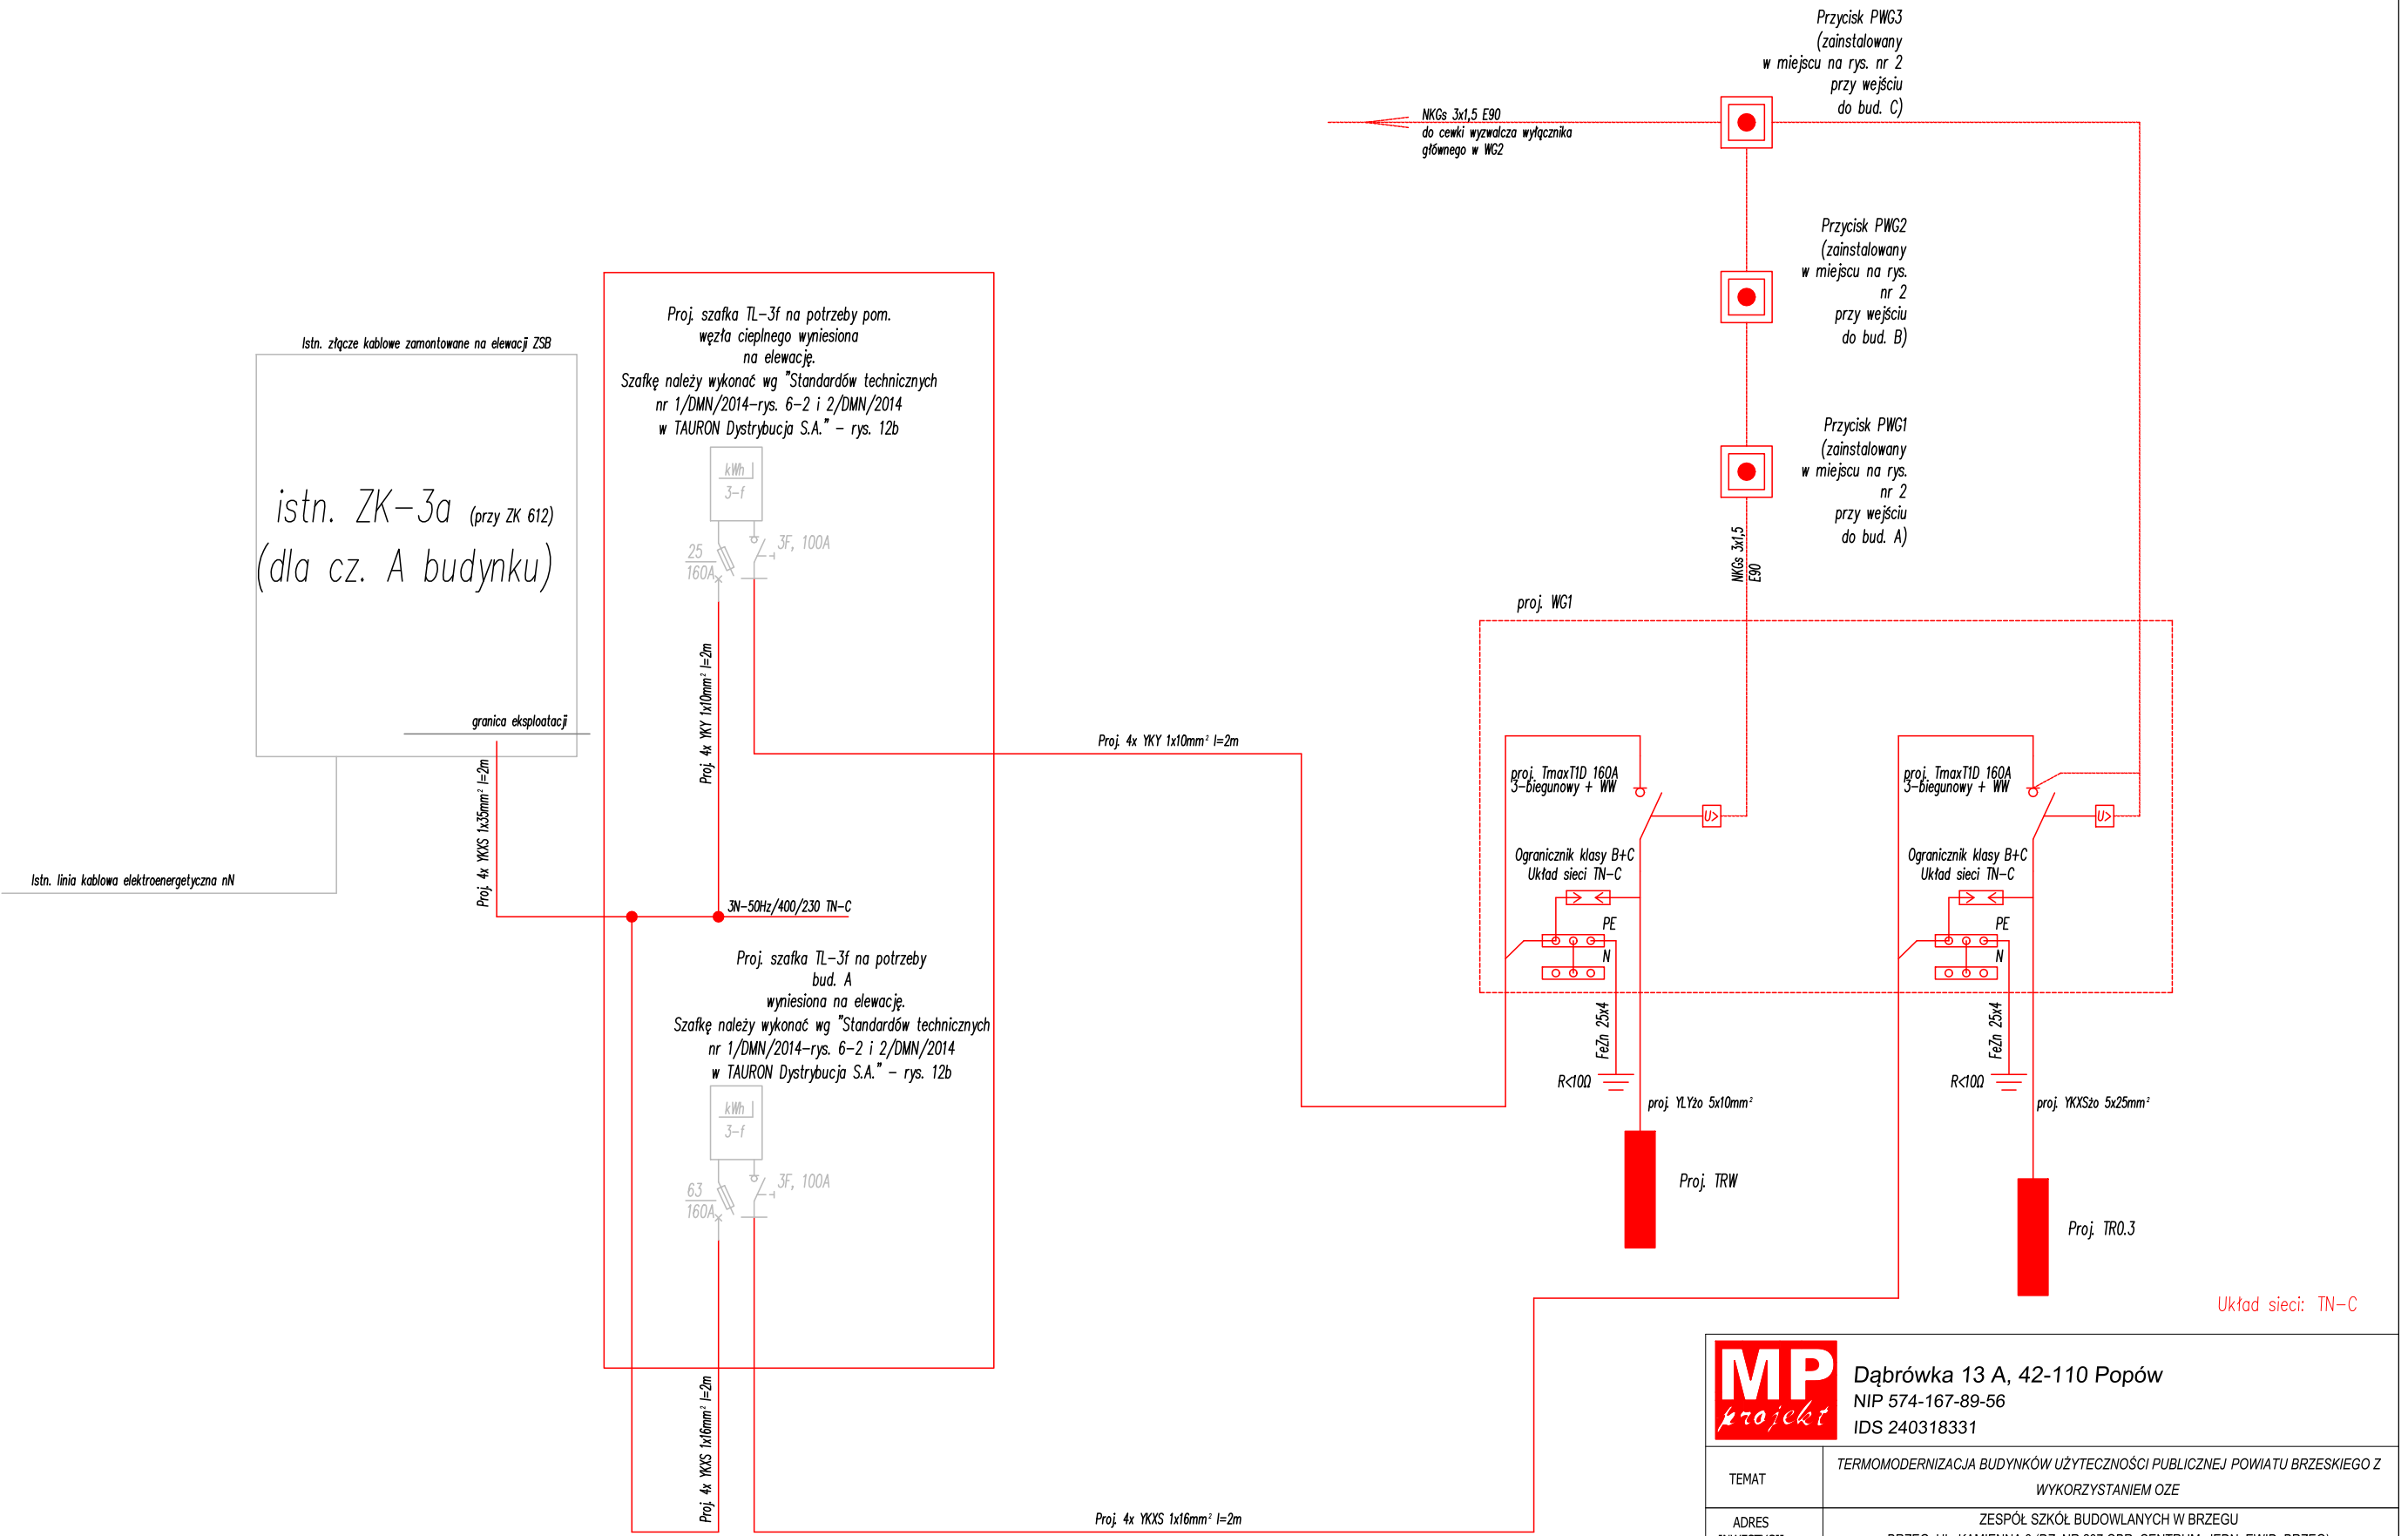 Przycisk PWG3
(zainstalowany
w miejscu na rys. nr 2
przy wejściu
do bud. C)
NKGs 3x1,5 E90
do cewki wyzwalcza wyłącznika
głównego w WG2
Przycisk PWG2
(zainstalowany
w miejscu na rys.
nr 2
przy wejściu
do bud. B)
Przycisk PWG1
(zainstalowany
w miejscu na rys.
nr 2
przy wejściu
do bud. A)
NKGs 3x1,5
E90
Istn. złącze kablowe zamontowane na elewacji ZSB
istn. ZK-3a (przy ZK 612)
(dla cz. A budynku)
granica eksploatacji
Proj. 4x YKXS 1x35mm² l=2m
Istn. linia kablowa elektroenergetyczna nN
Proj. szafka TL-3f na potrzeby pom.
węzła cieplnego wyniesiona
na elewację.
Szafkę należy wykonać wg "Standardów technicznych
nr 1/DMN/2014-rys. 6-2 i 2/DMN/2014
w TAURON Dystrybucja S.A." - rys. 12b
kWh
3-f
25
160A
3F, 100A
Proj. 4x YKY 1x10mm² l=2m
Proj. 4x YKY 1x10mm² l=2m
3N-50Hz/400/230 TN-C
Proj. szafka TL-3f na potrzeby
bud. A
wyniesiona na elewację.
Szafkę należy wykonać wg "Standardów technicznych
nr 1/DMN/2014-rys. 6-2 i 2/DMN/2014
w TAURON Dystrybucja S.A." - rys. 12b
kWh
3-f
63
160A
3F, 100A
Proj. 4x YKXS 1x16mm² l=2m
Proj. 4x YKXS 1x16mm² l=2m
proj. WG1
proj. TmaxT1D 160A
3-biegunowy + WW
U>
Ogranicznik klasy B+C
Układ sieci TN-C
PE
N
FeZn 25x4
R<10Ω
proj. YLYżo 5x10mm²
Proj. TRW
proj. TmaxT1D 160A
3-biegunowy + WW
U>
Ogranicznik klasy B+C
Układ sieci TN-C
PE
N
FeZn 25x4
R<10Ω
proj. YKXSżo 5x25mm²
Proj. TR0.3
Układ sieci: TN-C
MP
projekt
Dąbrówka 13 A, 42-110 Popów
NIP 574-167-89-56
IDS 240318331
TEMAT
TERMOMODERNIZACJA BUDYNKÓW UŻYTECZNOŚCI PUBLICZNEJ POWIATU BRZESKIEGO Z
WYKORZYSTANIEM OZE
ADRES
ZESPÓŁ SZKÓŁ BUDOWLANYCH W BRZEGU